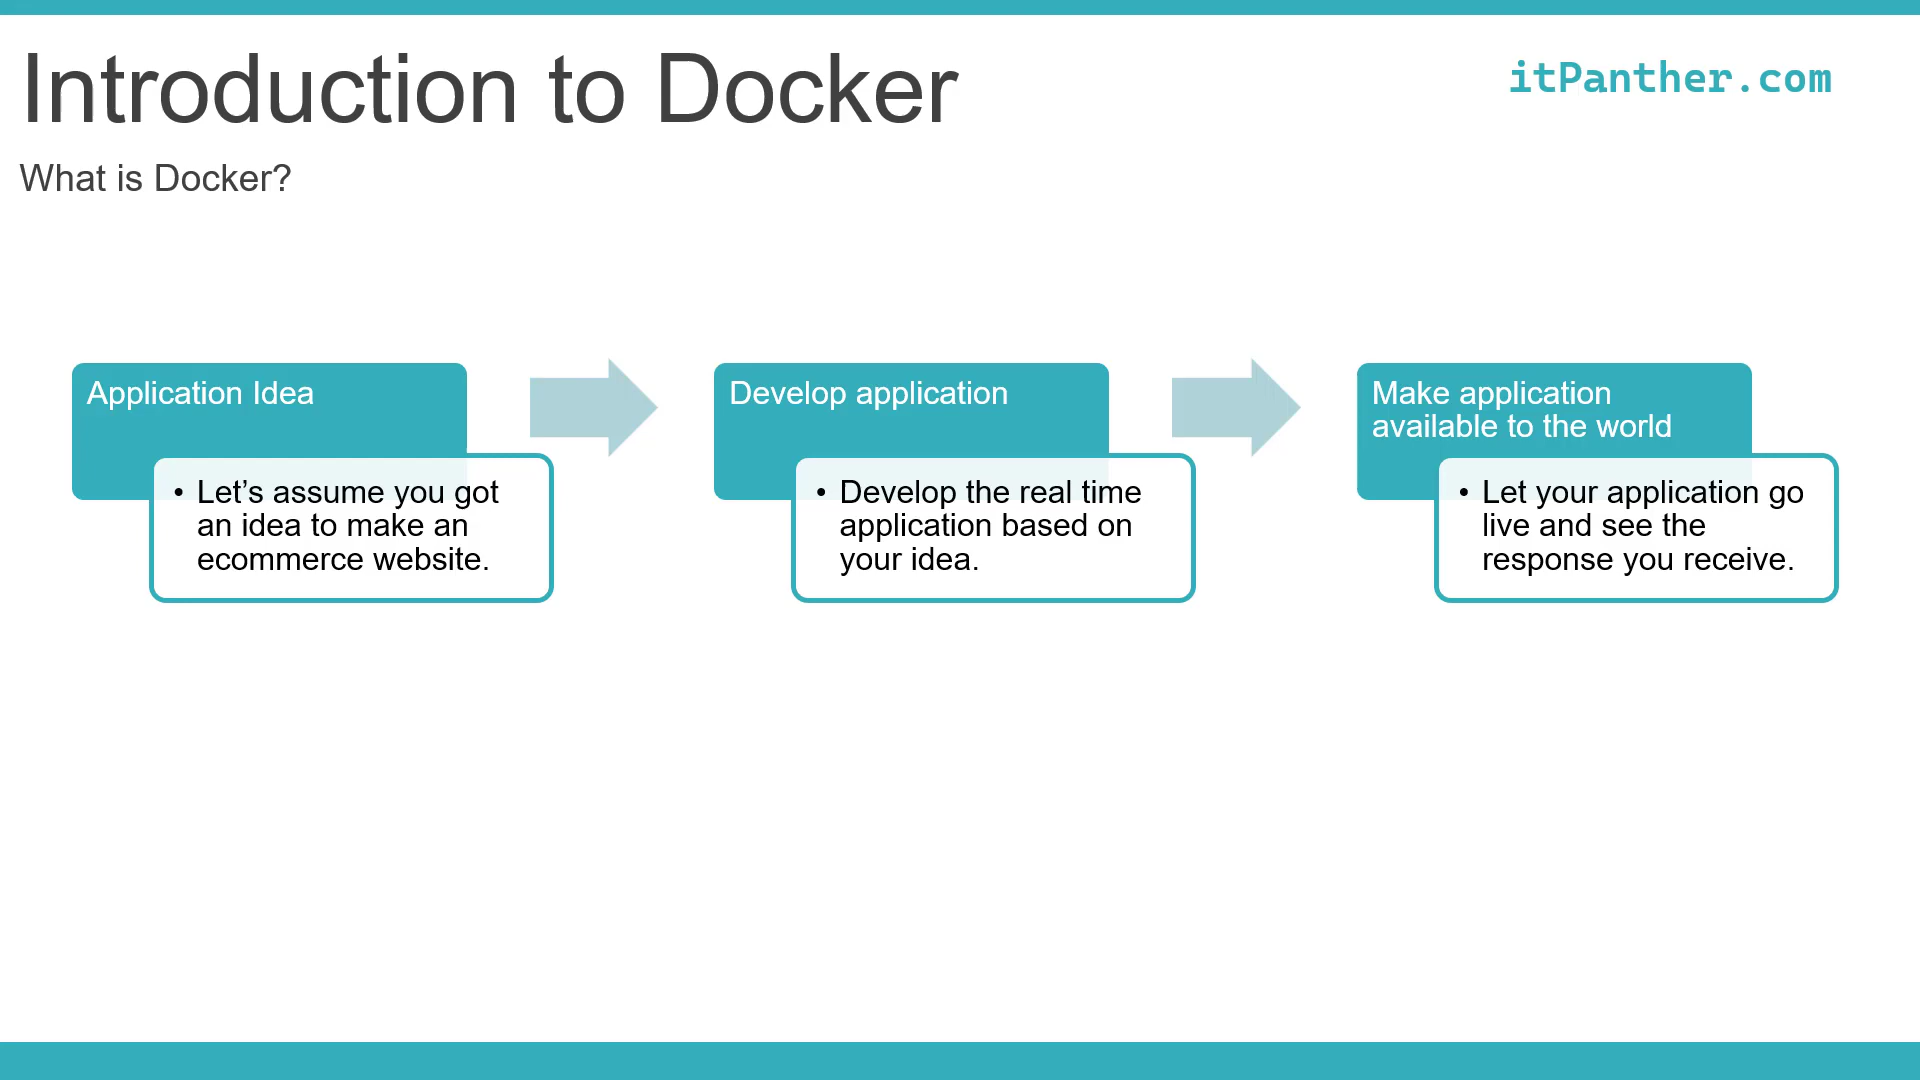 Introduction to Docker
itPanther.com
What is Docker?
Application Idea
• Let’s assume you got
an idea to make an
ecommerce website.
Develop application
• Develop the real time
application based on
your idea.
Make application
available to the world
• Let your application go
live and see the
response you receive.